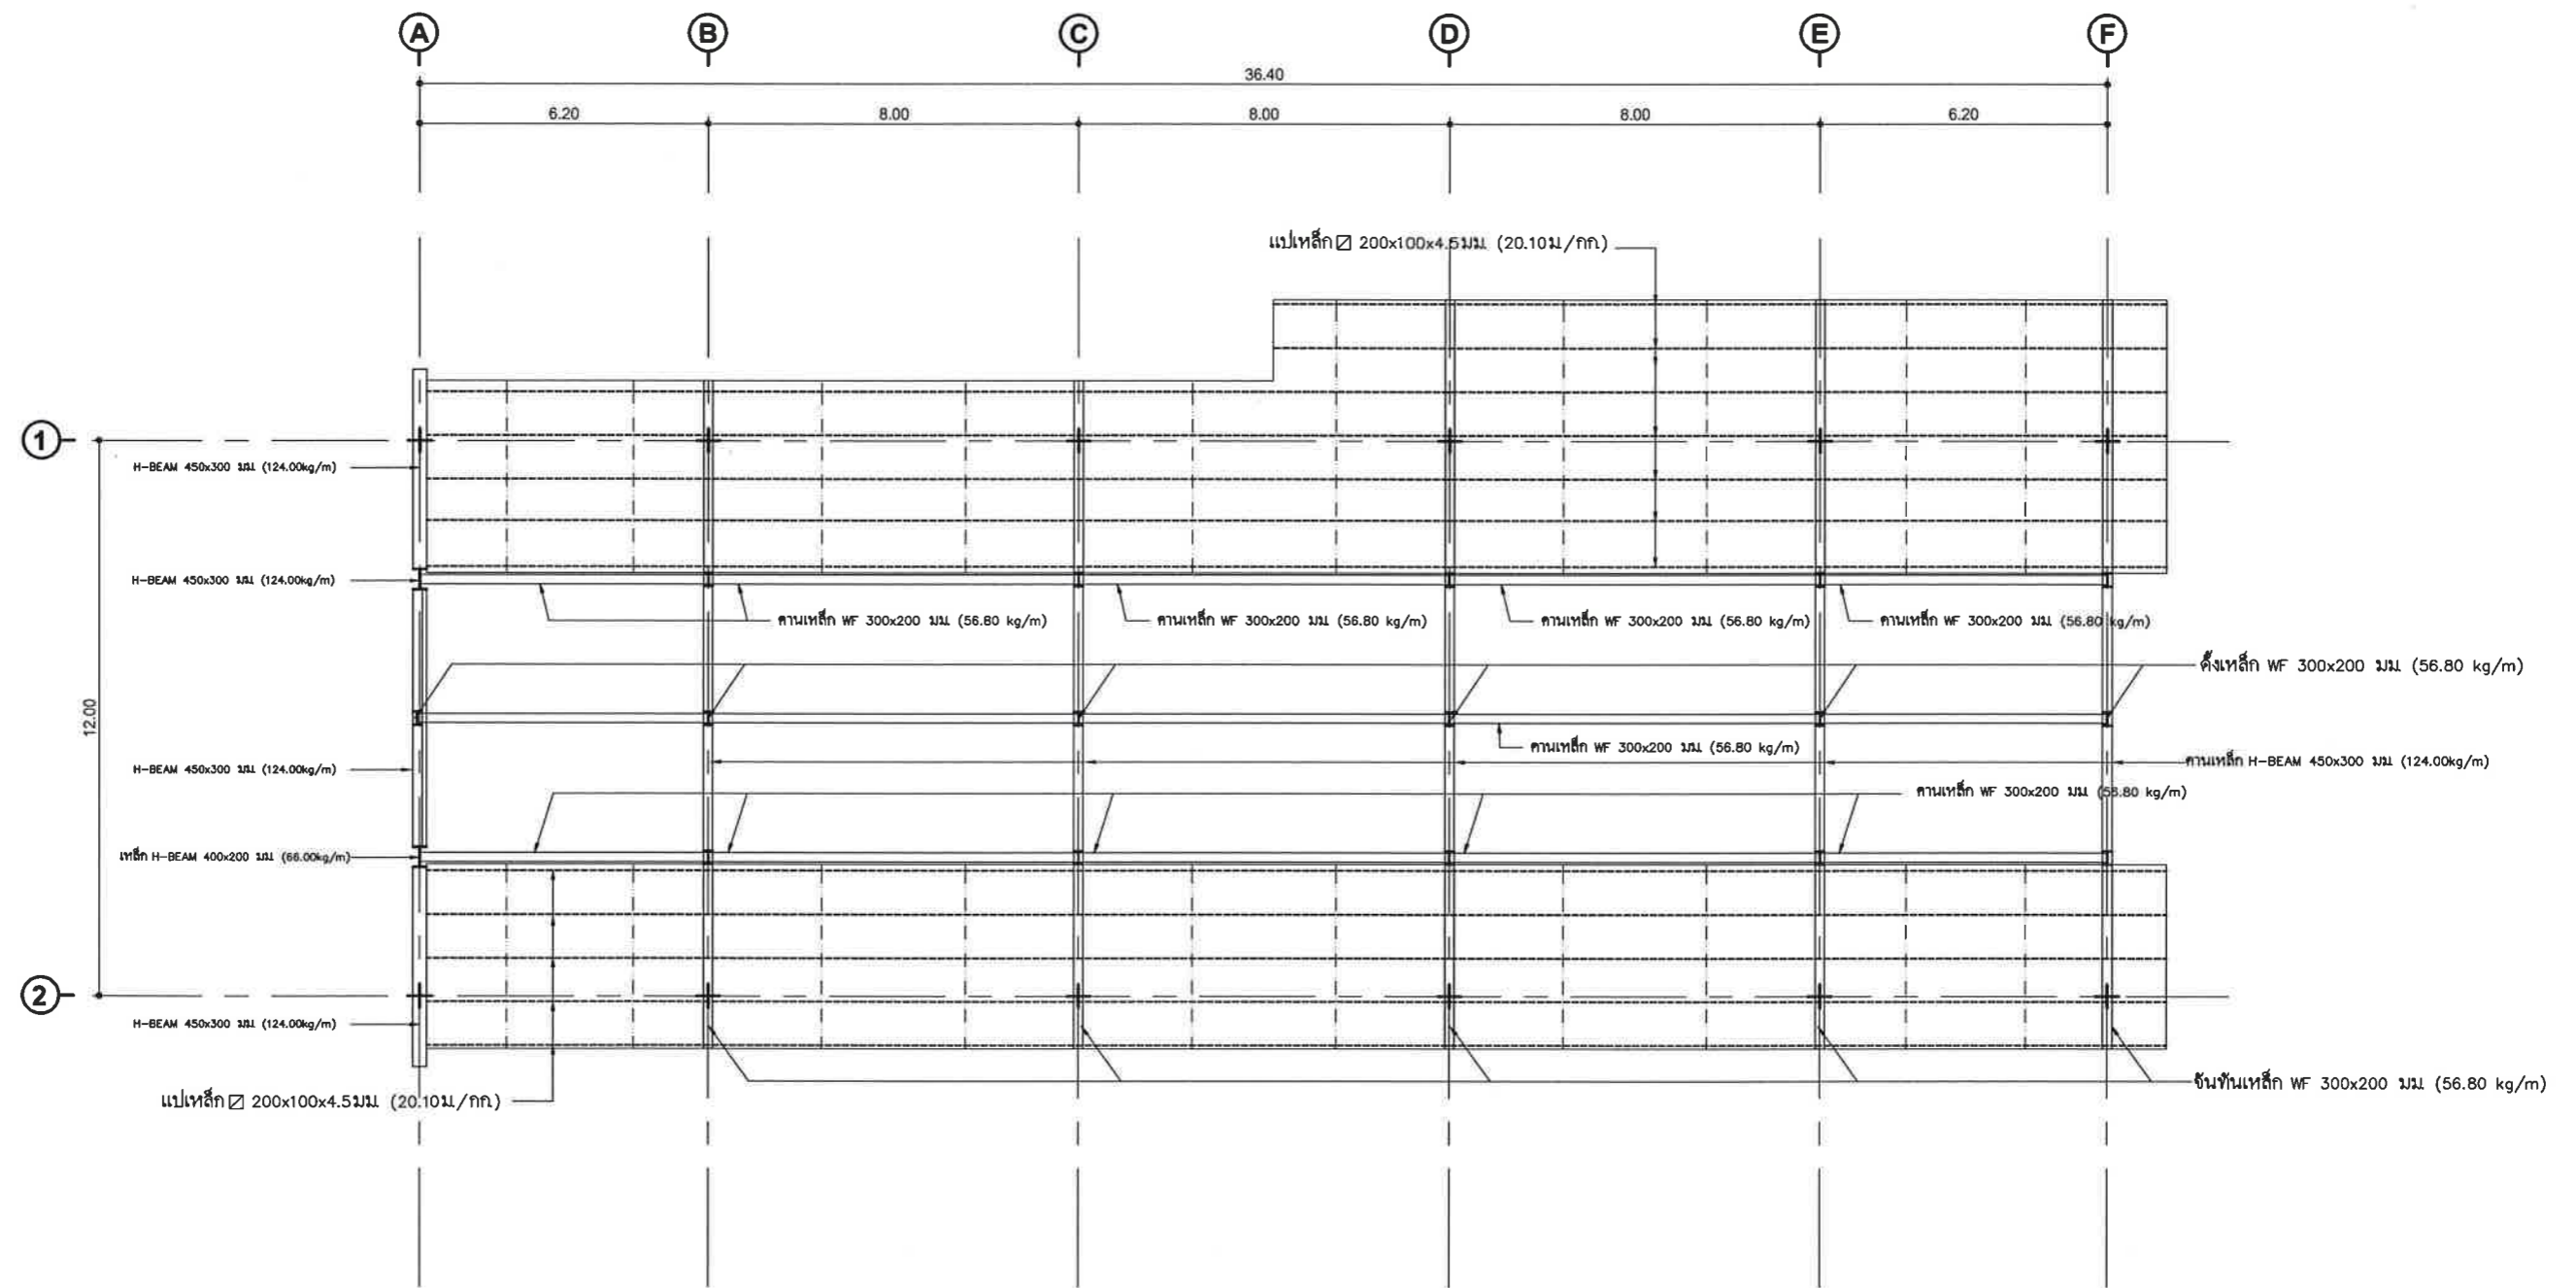 A B C D E F
36.40
6.20 8.00 8.00 8.00 6.20
แปเหล็ก 200x100x4.5มม. (20.10ม./กก.)
1
H-BEAM 450x300 มม. (124.00kg/m)
H-BEAM 450x300 มม. (124.00kg/m)
คานเหล็ก WF 300x200 มม. (56.80 kg/m)
คานเหล็ก WF 300x200 มม. (56.80 kg/m)
คานเหล็ก WF 300x200 มม. (56.80 kg/m)
คานเหล็ก WF 300x200 มม. (56.80 kg/m)
ดั้งเหล็ก WF 300x200 มม. (56.80 kg/m)
12.00
คานเหล็ก WF 300x200 มม. (56.80 kg/m)
H-BEAM 450x300 มม. (124.00kg/m)
คานเหล็ก H-BEAM 450x300 มม. (124.00kg/m)
คานเหล็ก WF 300x200 มม. (56.80 kg/m)
เหล็ก H-BEAM 400x200 มม. (66.00kg/m)
2
H-BEAM 450x300 มม. (124.00kg/m)
จันทันเหล็ก WF 300x200 มม. (56.80 kg/m)
แปเหล็ก 200x100x4.5มม. (20.10ม./กก.)